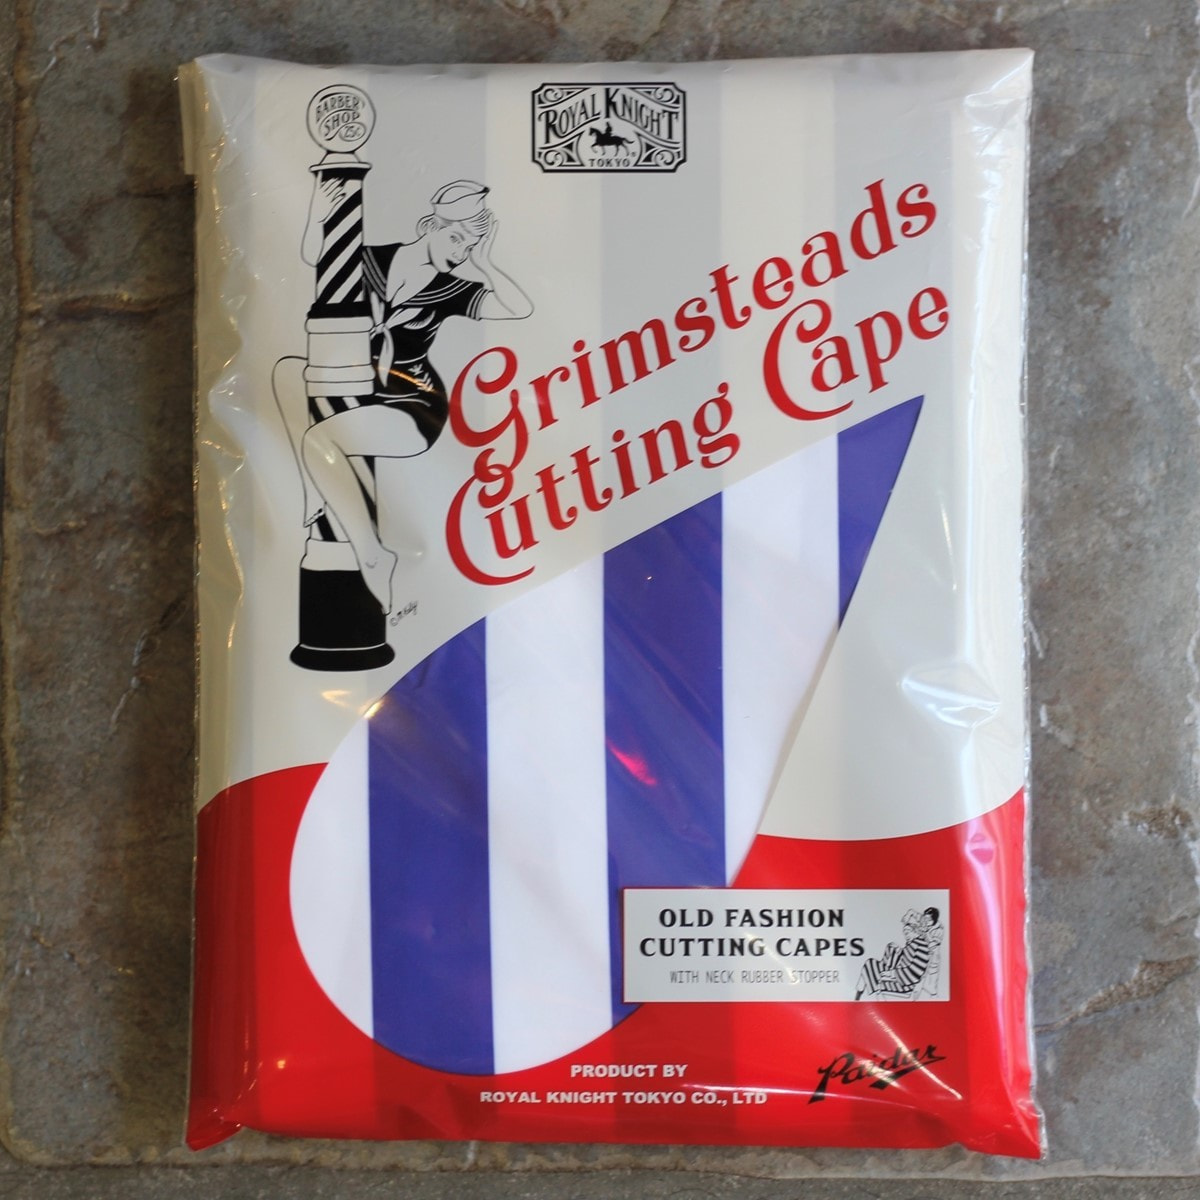 BARBER
SHOP
25¢
ROYAL KNIGHT
TOKYO
Grimsteads
Cutting Cape
OLD FASHION
CUTTING CAPES
WITH NECK RUBBER STOPPER
Paidar
PRODUCT BY
ROYAL KNIGHT TOKYO CO., LTD